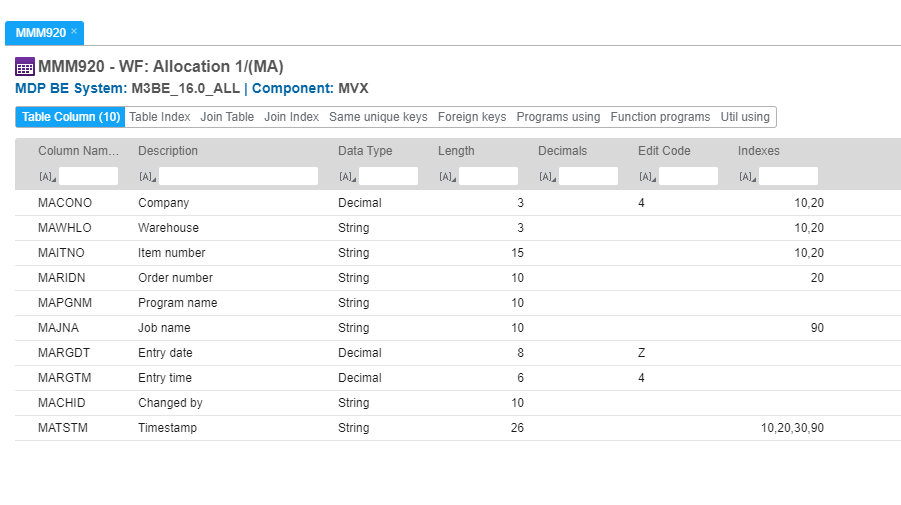 MMM920 ×
MMM920 - WF: Allocation 1/(MA)
MDP BE System: M3BE_16.0_ALL | Component: MVX
Table Column (10) Table Index Join Table Join Index Same unique keys Foreign keys Programs using Function programs Util using
Column Nam... Description Data Type Length Decimals Edit Code Indexes
[A] [A] [A] [A] [A] [A] [A]
MACONO Company Decimal 3 4 10,20
MAWHLO Warehouse String 3 10,20
MAITNO Item number String 15 10,20
MARIDN Order number String 10 20
MAPGNM Program name String 10
MAJNA Job name String 10 90
MARGDT Entry date Decimal 8 Z
MARGTM Entry time Decimal 6 4
MACHID Changed by String 10
MATSTM Timestamp String 26 10,20,30,90